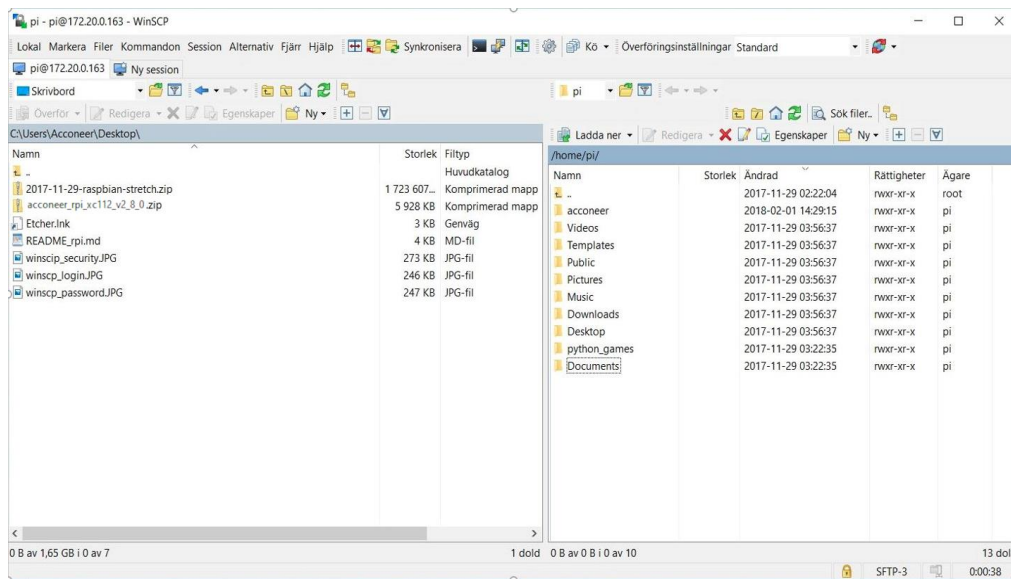 pi - pi@172.20.0.163 - WinSCP
Lokal Markera Filer Kommandon Session Alternativ Fjärr Hjälp Synkronisera Kö Överföringsinställningar Standard
pi@172.20.0.163 Ny session
Skrivbord
Överför Redigera Egenskaper Ny
C:\Users\Acconeer\Desktop\
Namn Storlek Filtyp
.. Huvudkatalog
2017-11-29-raspbian-stretch.zip 1 723 607... Komprimerad mapp
acconeer_rpi_xc112_v2_8_0.zip 5 928 KB Komprimerad mapp
Etcher.lnk 3 KB Genväg
README_rpi.md 4 KB MD-fil
winscip_security.JPG 273 KB JPG-fil
winscp_login.JPG 246 KB JPG-fil
winscp_password.JPG 247 KB JPG-fil
0 B av 1,65 GB i 0 av 7 1 dold
pi
Sök filer..
Ladda ner Redigera Egenskaper Ny
/home/pi/
Namn Storlek Ändrad Rättigheter Ägare
.. 2017-11-29 02:22:04 rwxr-xr-x root
acconeer 2018-02-01 14:29:15 rwxr-xr-x pi
Videos 2017-11-29 03:56:37 rwxr-xr-x pi
Templates 2017-11-29 03:56:37 rwxr-xr-x pi
Public 2017-11-29 03:56:37 rwxr-xr-x pi
Pictures 2017-11-29 03:56:37 rwxr-xr-x pi
Music 2017-11-29 03:56:37 rwxr-xr-x pi
Downloads 2017-11-29 03:56:37 rwxr-xr-x pi
Desktop 2017-11-29 03:56:37 rwxr-xr-x pi
python_games 2017-11-29 03:22:35 rwxr-xr-x pi
Documents 2017-11-29 03:22:35 rwxr-xr-x pi
0 B av 0 B i 0 av 10 13 dol
SFTP-3 0:00:38